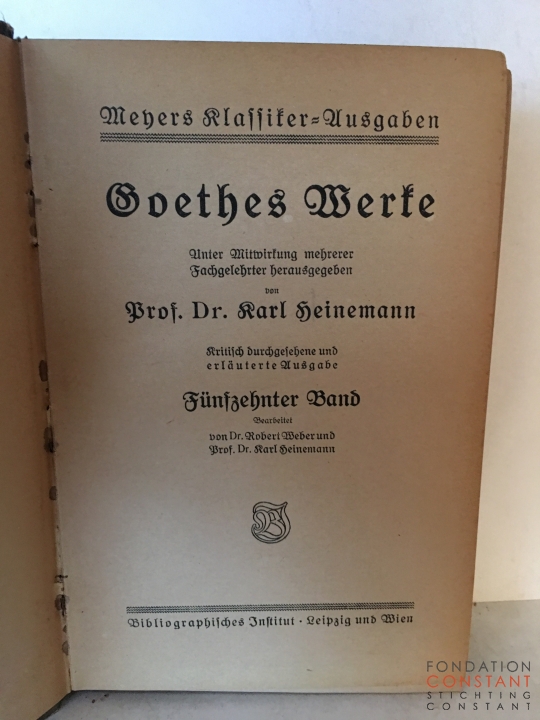 Meyers Klassiker-Ausgaben
Goethes Werke
Unter Mitwirkung mehrerer
Fachgelehrter herausgegeben
von
Prof. Dr. Karl Heinemann
Kritisch durchgesehene und
erläuterte Ausgabe
Fünfzehnter Band
Bearbeitet
von Dr. Robert Weber und
Prof. Dr. Karl Heinemann
Bibliographisches Institut · Leipzig und Wien
FONDATION
CONSTANT
STICHTING
CONSTANT